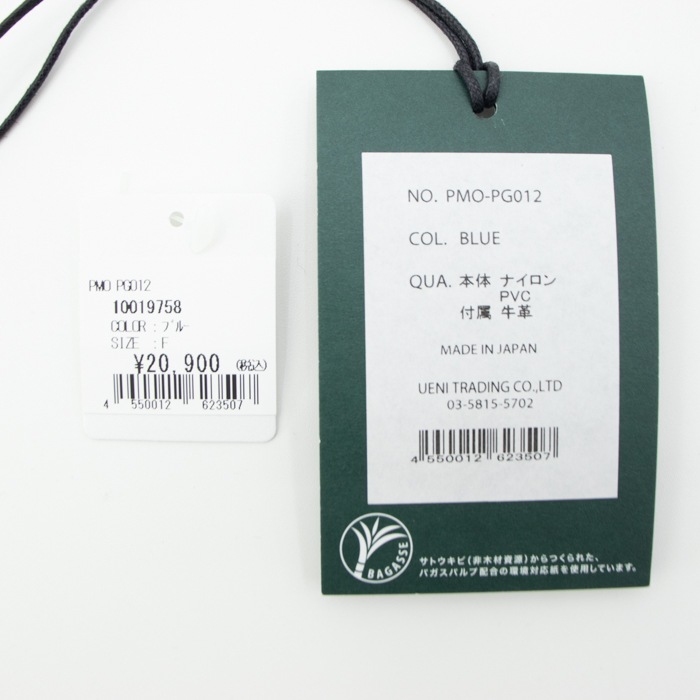 PMO PG012
10019758
COLOR : ブルー
SIZE : F
¥20,900 (税込)
4 550012 623507
NO. PMO-PG012
COL. BLUE
QUA. 本体 ナイロン
PVC
付属 牛革
MADE IN JAPAN
UENI TRADING CO.,LTD
03-5815-5702
4 550012 623507
BAGASSE
サトウキビ(非木材資源)からつくられた、
バガスパルプ配合の環境対応紙を使用しています。